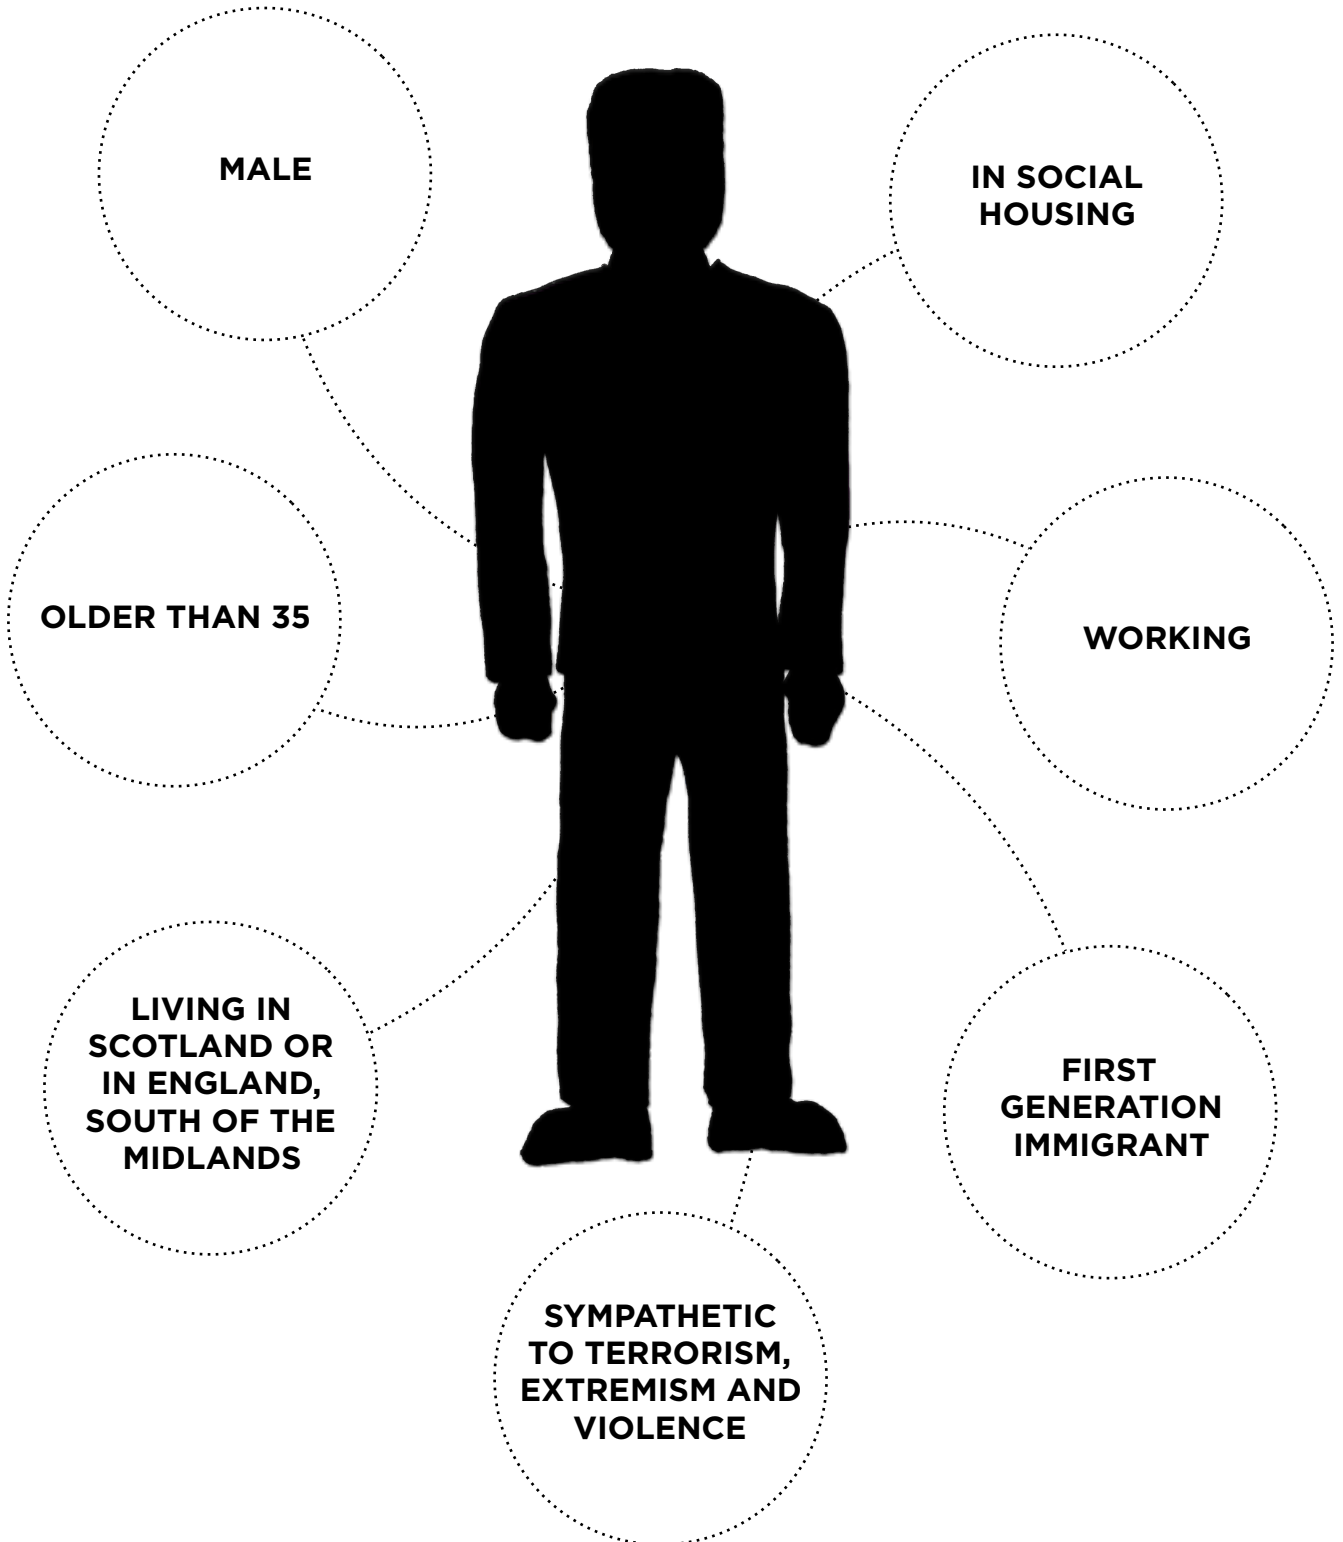 MALE
IN SOCIAL
HOUSING
OLDER THAN 35
WORKING
LIVING IN
SCOTLAND OR
IN ENGLAND,
SOUTH OF THE
MIDLANDS
FIRST
GENERATION
IMMIGRANT
SYMPATHETIC
TO TERRORISM,
EXTREMISM AND
VIOLENCE